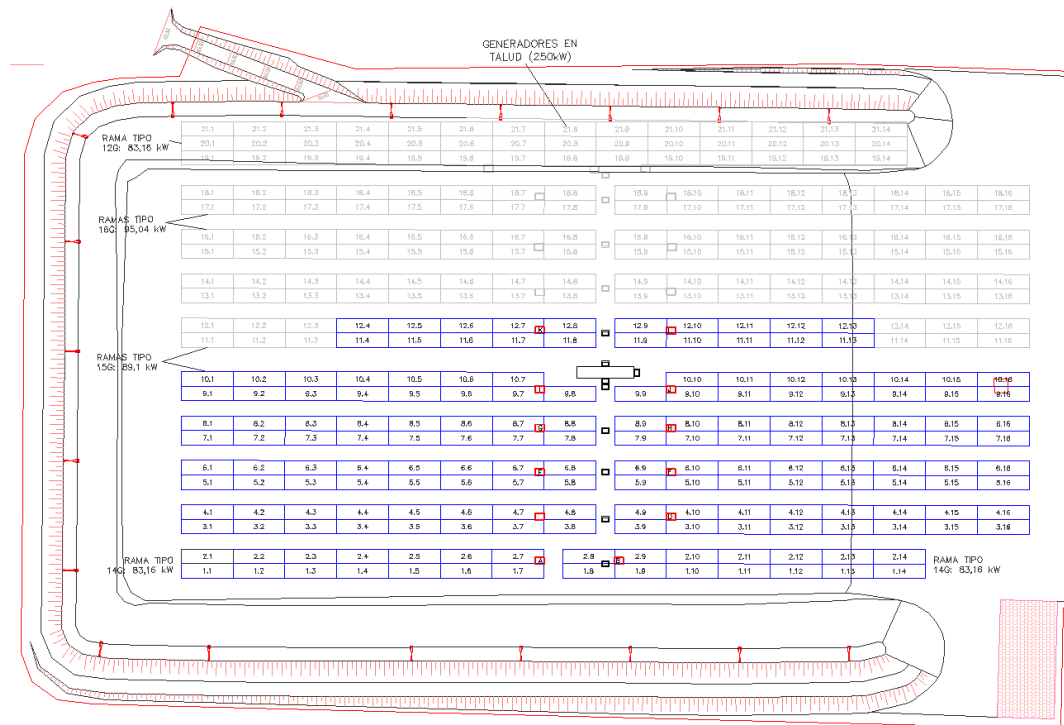 GENERADORES EN
TALUD (250kW)
21.1 21.2 21.3 21.4 21.5 21.6 21.7 21.8 21.9 21.10 21.11 21.12 21.13 21.14
RAMA TIPO
12G: 83,16 kW
20.1 20.2 20.3 20.4 20.5 20.6 20.7 20.8 20.9 20.10 20.11 20.12 20.13 20.14
19.1 19.2 19.3 19.4 19.5 19.6 19.7 19.8 19.9 19.10 19.11 19.12 19.13 19.14
18.1 18.2 18.3 18.4 18.5 18.6 18.7 18.8 18.9 18.10 18.11 18.12 18.13 18.14 18.15 18.16
17.1 17.2 17.3 17.4 17.5 17.6 17.7 17.8 17.9 17.10 17.11 17.12 17.13 17.14 17.15 17.16
RAMAS TIPO
16G: 95,04 kW
16.1 16.2 16.3 16.4 16.5 16.6 16.7 16.8 16.9 16.10 16.11 16.12 16.13 16.14 16.15 16.16
15.1 15.2 15.3 15.4 15.5 15.6 15.7 15.8 15.9 15.10 15.11 15.12 15.13 15.14 15.15 15.16
14.1 14.2 14.3 14.4 14.5 14.6 14.7 14.8 14.9 14.10 14.11 14.12 14.13 14.14 14.15 14.16
13.1 13.2 13.3 13.4 13.5 13.6 13.7 13.8 13.9 13.10 13.11 13.12 13.13 13.14 13.15 13.16
12.1 12.2 12.3 12.4 12.5 12.6 12.7 12.8 12.9 12.10 12.11 12.12 12.13 12.14 12.15 12.16
K
11.1 11.2 11.3 11.4 11.5 11.6 11.7 11.8 11.9 11.10 11.11 11.12 11.13 11.14 11.15 11.16
RAMAS TIPO
15G: 89,1 kW
10.1 10.2 10.3 10.4 10.5 10.6 10.7 10.10 10.11 10.12 10.13 10.14 10.15 10.16
I J
9.1 9.2 9.3 9.4 9.5 9.6 9.7 9.8 9.9 9.10 9.11 9.12 9.13 9.14 9.15 9.16
8.1 8.2 8.3 8.4 8.5 8.6 8.7 8.8 8.9 8.10 8.11 8.12 8.13 8.14 8.15 8.16
G H
7.1 7.2 7.3 7.4 7.5 7.6 7.7 7.8 7.9 7.10 7.11 7.12 7.13 7.14 7.15 7.16
6.1 6.2 6.3 6.4 6.5 6.6 6.7 6.8 6.9 6.10 6.11 6.12 6.13 6.14 6.15 6.16
E F
5.1 5.2 5.3 5.4 5.5 5.6 5.7 5.8 5.9 5.10 5.11 5.12 5.13 5.14 5.15 5.16
4.1 4.2 4.3 4.4 4.5 4.6 4.7 4.8 4.9 4.10 4.11 4.12 4.13 4.14 4.15 4.16
D
3.1 3.2 3.3 3.4 3.5 3.6 3.7 3.8 3.9 3.10 3.11 3.12 3.13 3.14 3.15 3.16
RAMA TIPO
14G: 83,16 kW
2.1 2.2 2.3 2.4 2.5 2.6 2.7 2.8 2.9 2.10 2.11 2.12 2.13 2.14
A B
1.1 1.2 1.3 1.4 1.5 1.6 1.7 1.8 1.9 1.10 1.11 1.12 1.13 1.14
RAMA TIPO
14G: 83,16 kW